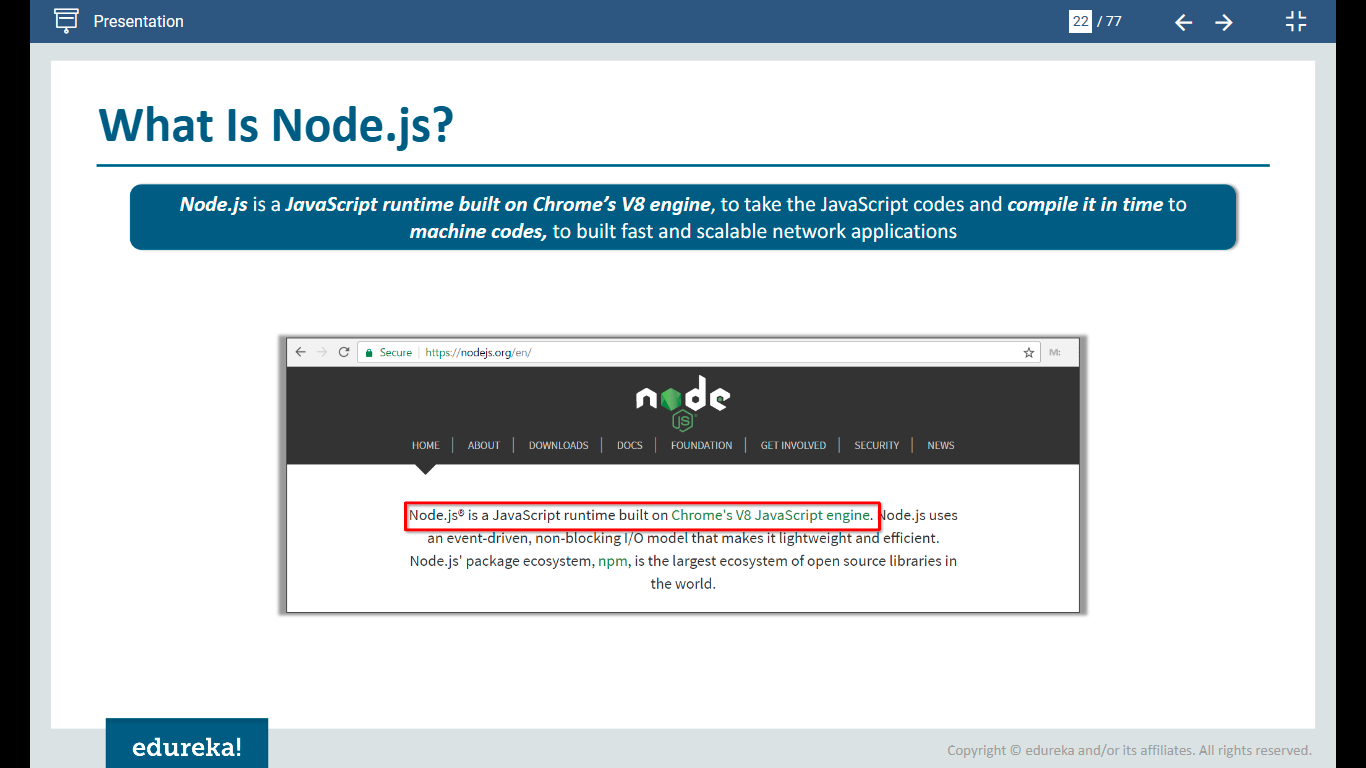 Presentation
22 / 77
What Is Node.js?
Node.js is a JavaScript runtime built on Chrome’s V8 engine, to take the JavaScript codes and compile it in time to
machine codes, to built fast and scalable network applications
Secure https://nodejs.org/en/
M:
node
JS
HOME ABOUT DOWNLOADS DOCS FOUNDATION GET INVOLVED SECURITY NEWS
Node.js® is a JavaScript runtime built on Chrome's V8 JavaScript engine. Node.js uses
an event-driven, non-blocking I/O model that makes it lightweight and efficient.
Node.js' package ecosystem, npm, is the largest ecosystem of open source libraries in
the world.
edureka!
Copyright © edureka and/or its affiliates. All rights reserved.